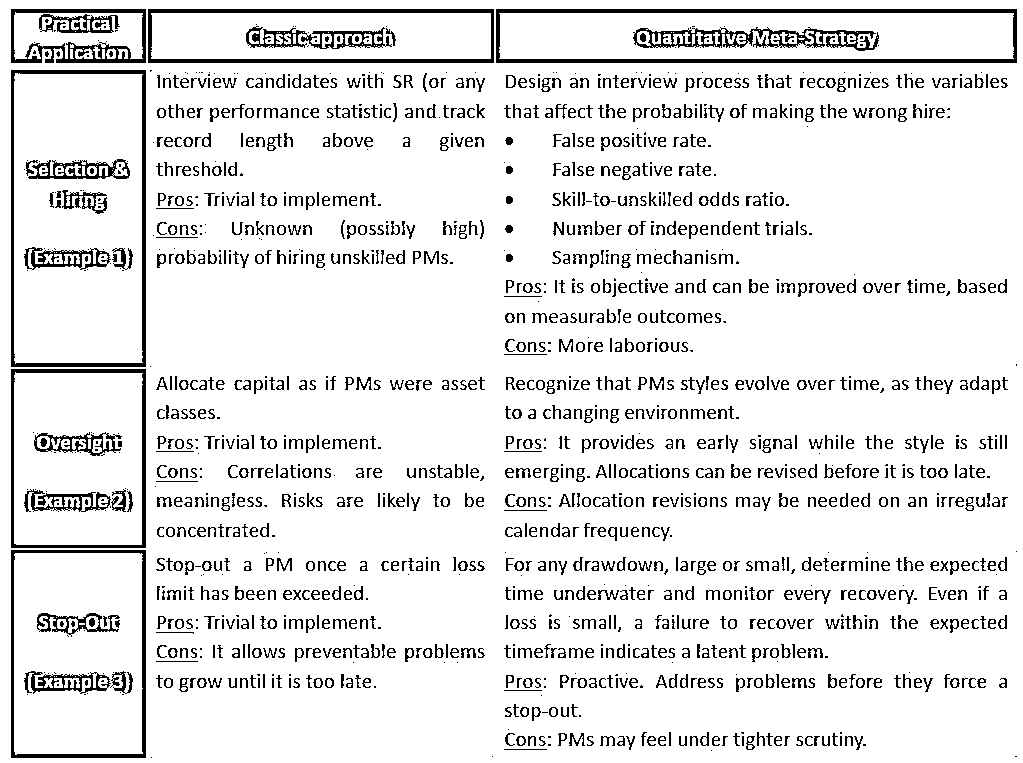 Practical
Application
Classic approach
Quantitative Meta-Strategy
Selection &
Hiring
(Example 1)
Interview candidates with SR (or any
other performance statistic) and track
record length above a given
threshold.
Pros: Trivial to implement.
Cons: Unknown (possibly high)
probability of hiring unskilled PMs.
Design an interview process that recognizes the variables
that affect the probability of making the wrong hire:
• False positive rate.
• False negative rate.
• Skill-to-unskilled odds ratio.
• Number of independent trials.
• Sampling mechanism.
Pros: It is objective and can be improved over time, based
on measurable outcomes.
Cons: More laborious.
Oversight
(Example 2)
Allocate capital as if PMs were asset
classes.
Pros: Trivial to implement.
Cons: Correlations are unstable,
meaningless. Risks are likely to be
concentrated.
Recognize that PMs styles evolve over time, as they adapt
to a changing environment.
Pros: It provides an early signal while the style is still
emerging. Allocations can be revised before it is too late.
Cons: Allocation revisions may be needed on an irregular
calendar frequency.
Stop-Out
(Example 3)
Stop-out a PM once a certain loss
limit has been exceeded.
Pros: Trivial to implement.
Cons: It allows preventable problems
to grow until it is too late.
For any drawdown, large or small, determine the expected
time underwater and monitor every recovery. Even if a
loss is small, a failure to recover within the expected
timeframe indicates a latent problem.
Pros: Proactive. Address problems before they force a
stop-out.
Cons: PMs may feel under tighter scrutiny.